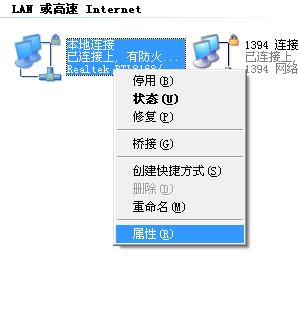 LAN 或高速 Internet
本地连接
已连接上, 有防火...
1394 连接
已连接上,
1394 网络
停用(B)
状态(U)
修复(P)
桥接(G)
创建快捷方式(S)
删除(D)
重命名(M)
属性(R)